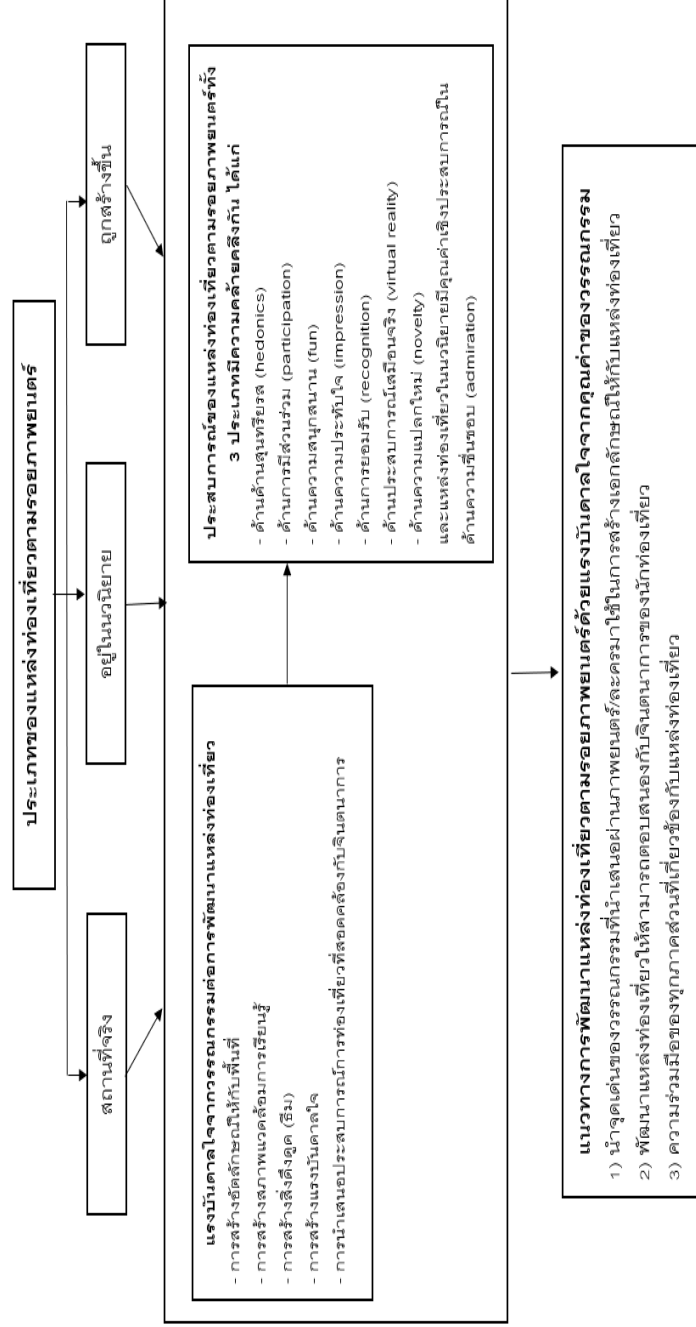 ประเภทของแหล่งท่องเที่ยวตามรอยภาพยนตร์
สถานที่จริง
อยู่ในนวนิยาย
ถูกสร้างขึ้น
แรงบันดาลใจจากวรรณกรรมต่อการพัฒนาแหล่งท่องเที่ยว
- การสร้างอัตลักษณ์ให้กับพื้นที่
- การสร้างสภาพแวดล้อมการเรียนรู้
- การสร้างสิ่งดึงดูด (ธีม)
- การสร้างแรงบันดาลใจ
- การนำเสนอประสบการณ์การท่องเที่ยวที่สอดคล้องกับจินตนาการ
ประสบการณ์ของแหล่งท่องเที่ยวตามรอยภาพยนตร์ทั้ง
3 ประเภทมีความคล้ายคลึงกัน ได้แก่
- ด้านด้านสุนทรียรส (hedonics)
- ด้านการมีส่วนร่วม (participation)
- ด้านความสนุกสนาน (fun)
- ด้านความประทับใจ (impression)
- ด้านการยอมรับ (recognition)
- ด้านประสบการณ์เสมือนจริง (virtual reality)
- ด้านความแปลกใหม่ (novelty)
และแหล่งท่องเที่ยวในนวนิยายมีคุณค่าเชิงประสบการณ์ใน
ด้านความชื่นชอบ (admiration)
แนวทางการพัฒนาแหล่งท่องเที่ยวตามรอยภาพยนตร์ด้วยแรงบันดาลใจจากคุณค่าของวรรณกรรม
1) นำจุดเด่นของวรรณกรรมที่นำเสนอผ่านภาพยนตร์/ละครมาใช้ในการสร้างเอกลักษณ์ให้กับแหล่งท่องเที่ยว
2) พัฒนาแหล่งท่องเที่ยวให้สามารถตอบสนองกับจินตนาการของนักท่องเที่ยว
3) ความร่วมมือของทุกภาคส่วนที่เกี่ยวข้องกับแหล่งท่องเที่ยว